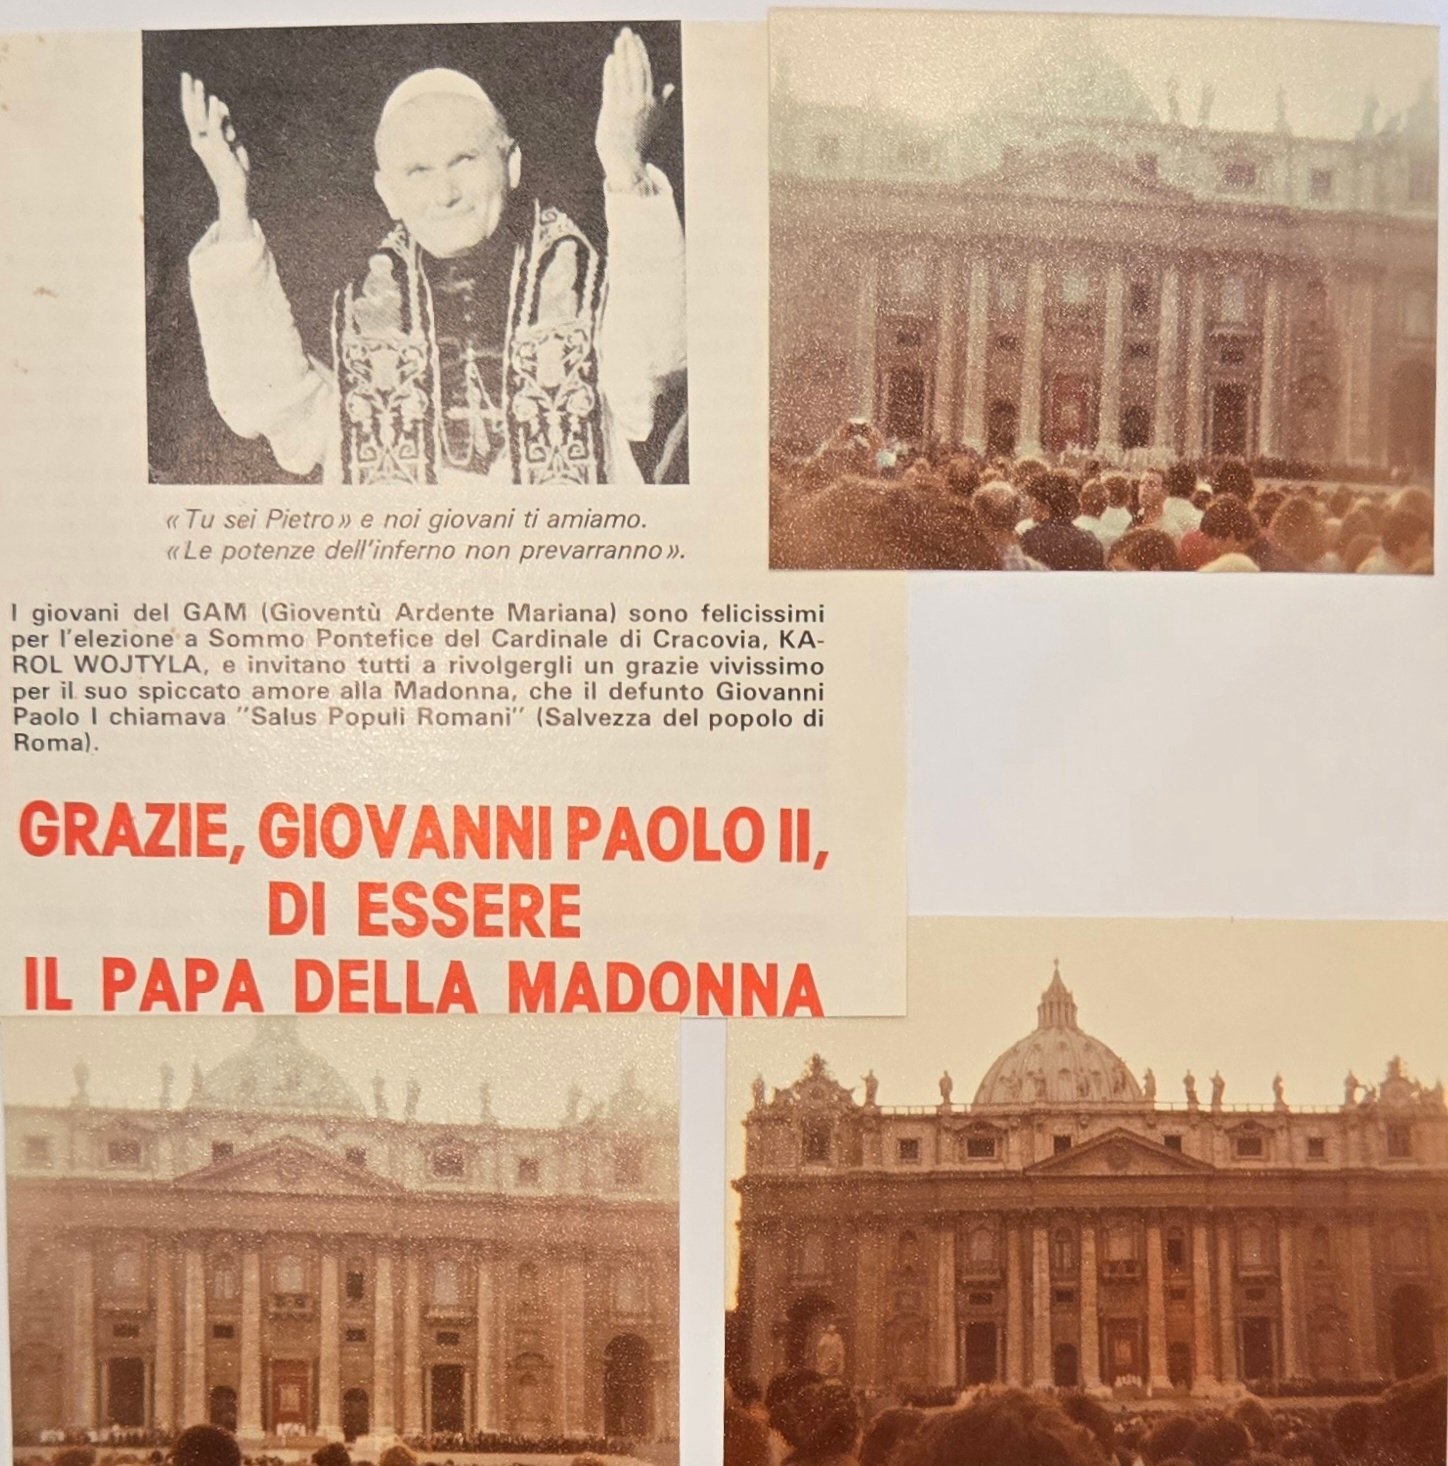 «Tu sei Pietro» e noi giovani ti amiamo.
«Le potenze dell'inferno non prevarranno».
I giovani del GAM (Gioventù Ardente Mariana) sono felicissimi
per l'elezione a Sommo Pontefice del Cardinale di Cracovia, KA-
ROL WOJTYLA, e invitano tutti a rivolgergli un grazie vivissimo
per il suo spiccato amore alla Madonna, che il defunto Giovanni
Paolo I chiamava "Salus Populi Romani" (Salvezza del popolo di
Roma).
GRAZIE, GIOVANNI PAOLO II,
DI ESSERE
IL PAPA DELLA MADONNA